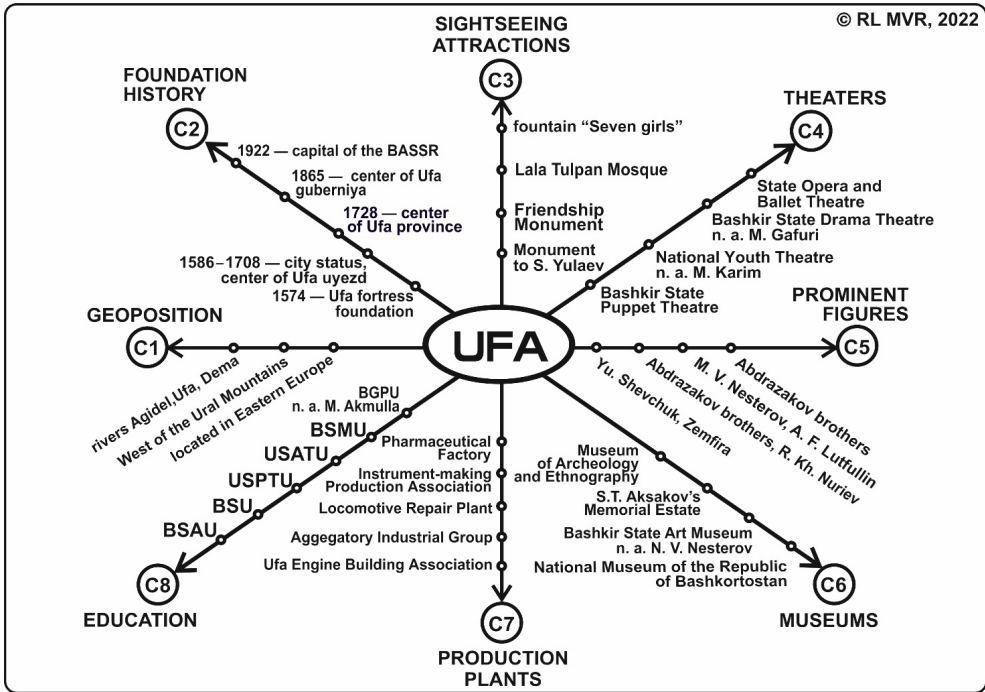 © RL MVR, 2022
SIGHTSEEING
ATTRACTIONS
C3
fountain “Seven girls”
Lala Tulpan Mosque
Friendship
Monument
Monument
to S. Yulaev
FOUNDATION
HISTORY
C2
1922 — capital of the BASSR
1865 — center of Ufa
guberniya
1728 — center
of Ufa province
1586–1708 — city status,
center of Ufa uyezd
1574 — Ufa fortress
foundation
THEATERS
C4
State Opera and
Ballet Theatre
Bashkir State Drama Theatre
n. a. M. Gafuri
National Youth Theatre
n. a. M. Karim
Bashkir State
Puppet Theatre
GEOPOSITION
C1
rivers Agidel,Ufa, Dema
West of the Ural Mountains
located in Eastern Europe
UFA
PROMINENT
FIGURES
C5
Yu. Shevchuk, Zemfira
Abdrazakov brothers, R. Kh. Nuriev
M. V. Nesterov, A. F. Lutfullin
Abdrazakov brothers
BGPU
n. a. M. Akmulla
BSMU
USATU
USPTU
BSU
BSAU
C8
EDUCATION
Pharmaceutical
Factory
Instrument-making
Production Association
Locomotive Repair Plant
Aggegatory Industrial Group
Ufa Engine Building Association
C7
PRODUCTION
PLANTS
Museum
of Archeology
and Ethnography
S.T. Aksakov’s
Memorial Estate
Bashkir State Art Museum
n. a. N. V. Nesterov
National Museum of the Republic
of Bashkortostan
C6
MUSEUMS